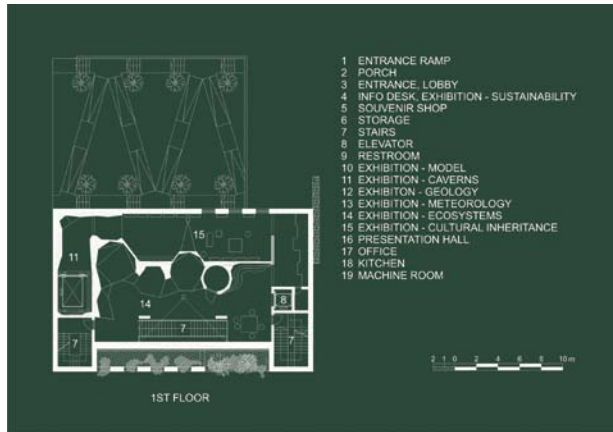 1 ENTRANCE RAMP
2 PORCH
3 ENTRANCE, LOBBY
4 INFO DESK, EXHIBITION - SUSTAINABILITY
5 SOUVENIR SHOP
6 STORAGE
7 STAIRS
8 ELEVATOR
9 RESTROOM
10 EXHIBITION - MODEL
11 EXHIBITION - CAVERNS
12 EXHIBITON - GEOLOGY
13 EXHIBITION - METEOROLOGY
14 EXHIBITION - ECOSYSTEMS
15 EXHIBITION - CULTURAL INHERITANCE
16 PRESENTATION HALL
17 OFFICE
18 KITCHEN
19 MACHINE ROOM
15
11
14
8
7
7
7
2 1 0 2 4 6 8 10 m
1ST FLOOR